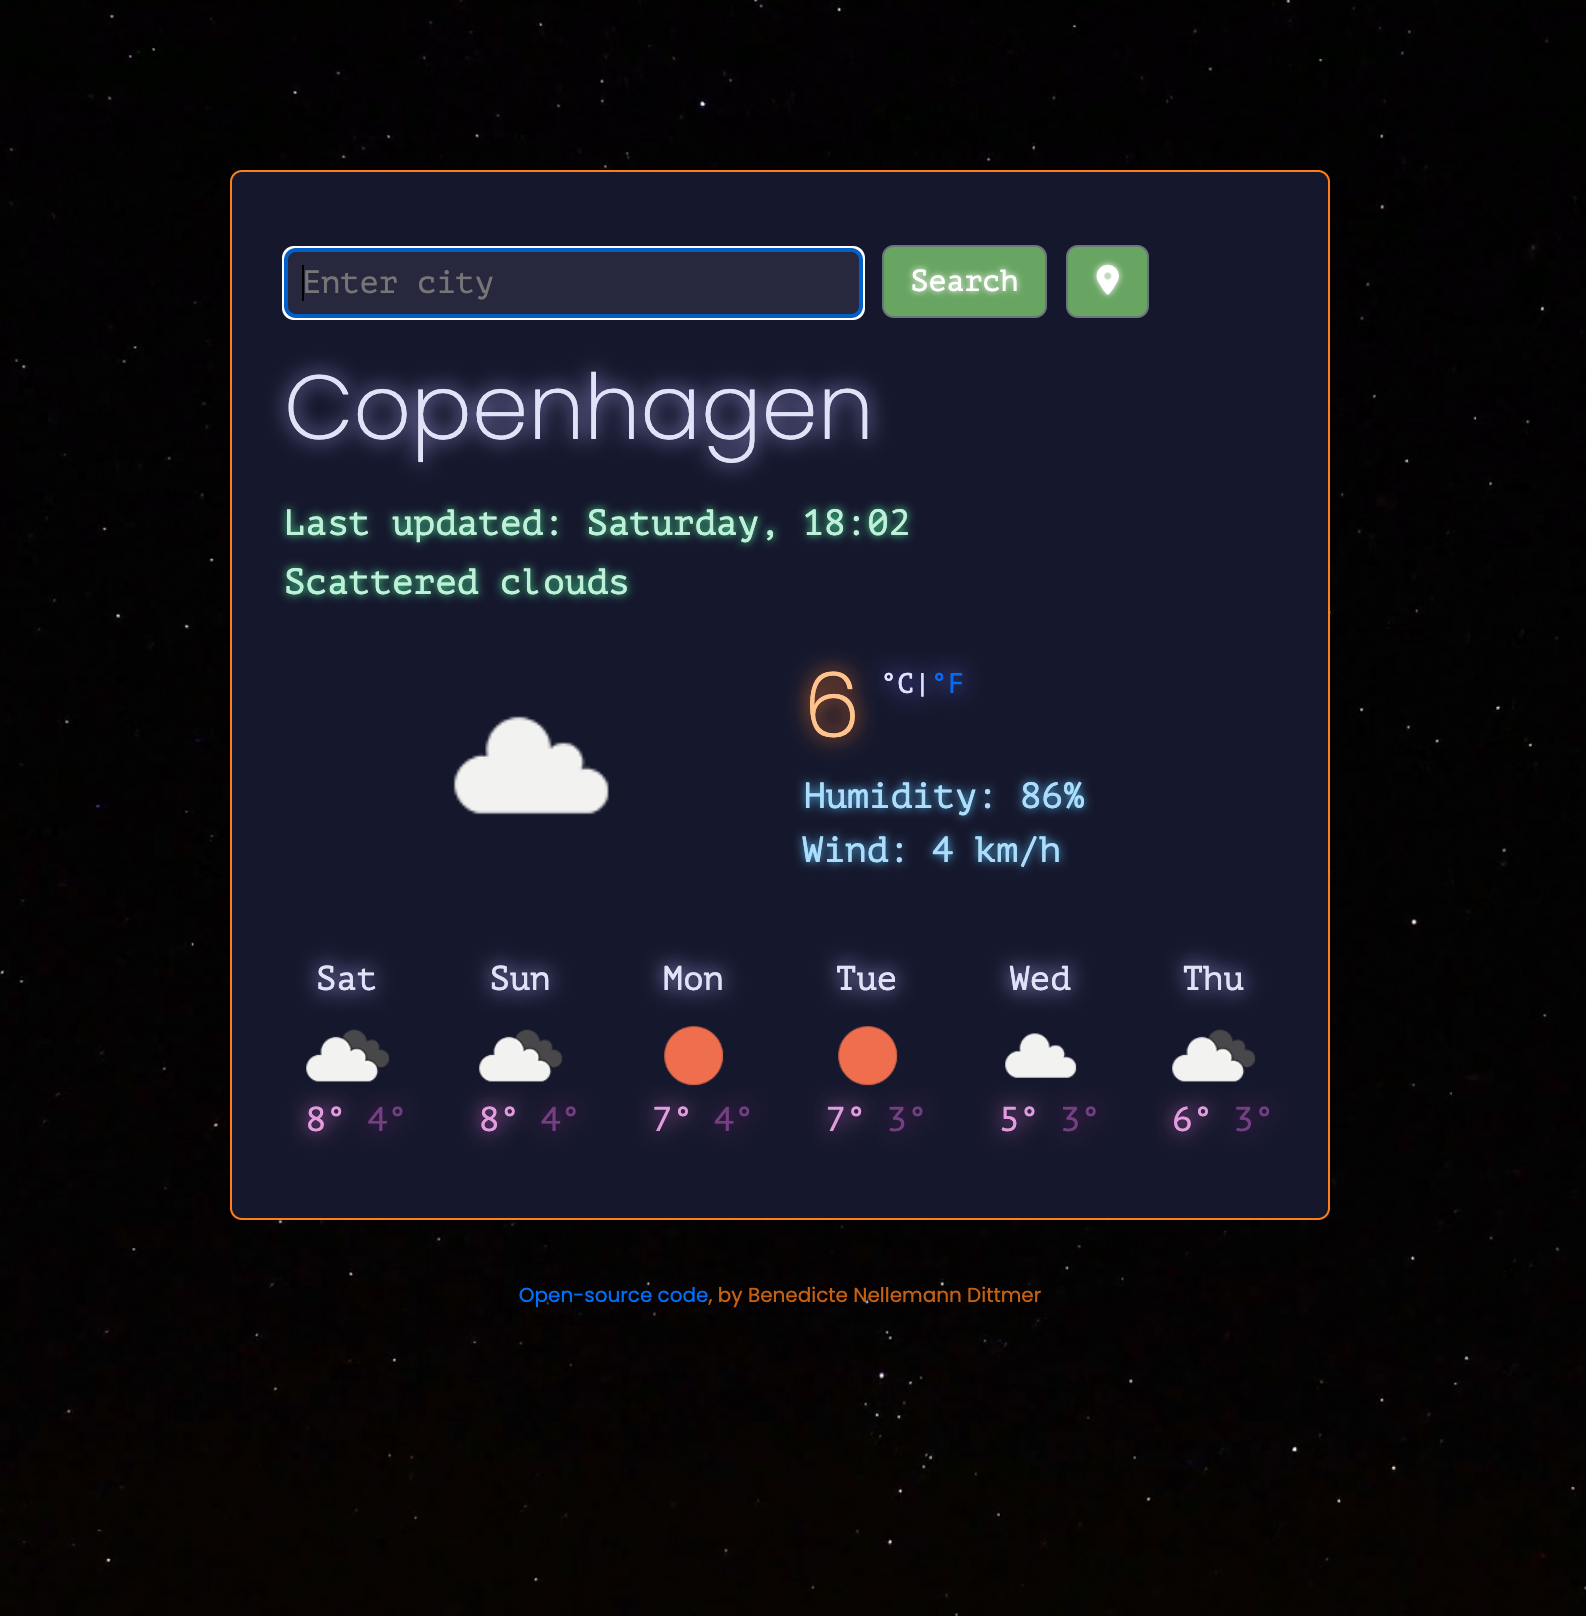 Enter city
Search
Copenhagen
Last updated: Saturday, 18:02
Scattered clouds
6 °C|°F
Humidity: 86%
Wind: 4 km/h
Sat Sun Mon Tue Wed Thu
8° 4° 8° 4° 7° 4° 7° 3° 5° 3° 6° 3°
Open-source code, by Benedicte Nellemann Dittmer